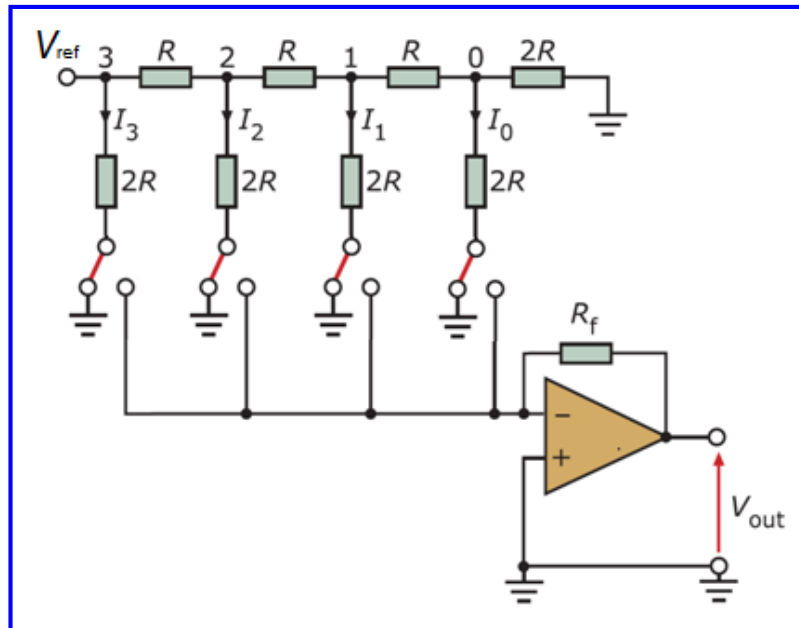 Vref 3 R 2 R 1 R 0 2R
I3 I2 I1 I0
2R 2R 2R 2R
Rf
−
+
Vout